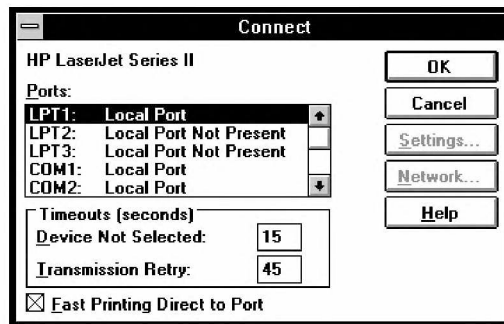 Connect
HP LaserJet Series II
Ports:
LPT1: Local Port
LPT2: Local Port Not Present
LPT3: Local Port Not Present
COM1: Local Port
COM2: Local Port
Timeouts (seconds)
Device Not Selected: 15
Transmission Retry: 45
Fast Printing Direct to Port
OK
Cancel
Settings...
Network...
Help